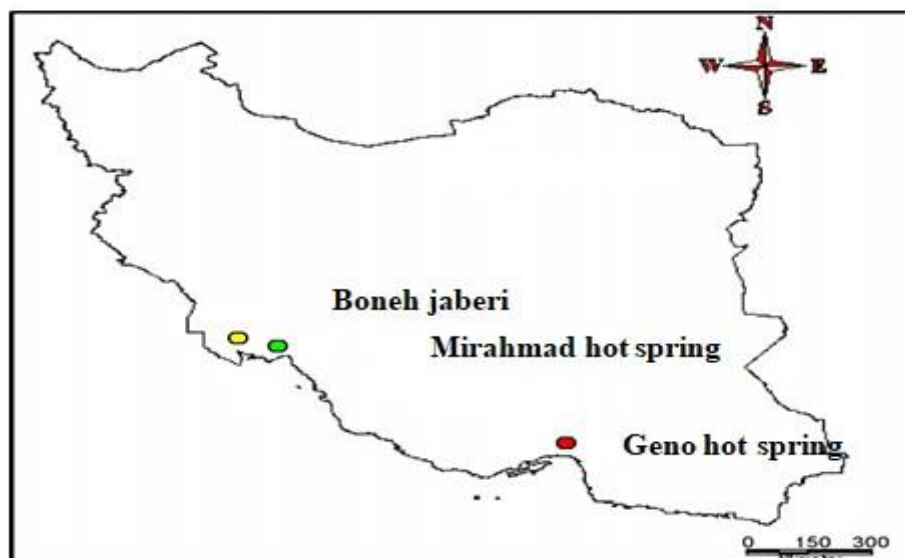 N
W E
S
Boneh jaberi
Mirahmad hot spring
Geno hot spring
0 150 300